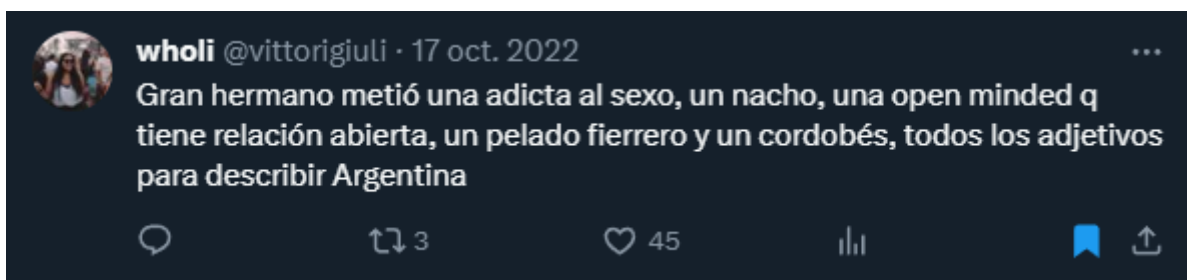 wholi @vittorigiuli · 17 oct. 2022
Gran hermano metió una adicta al sexo, un nacho, una open minded q
tiene relación abierta, un pelado fierrero y un cordobés, todos los adjetivos
para describir Argentina
3 45